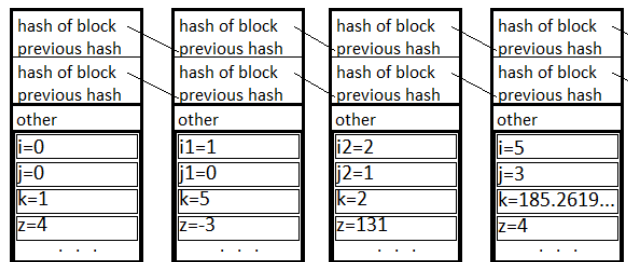 hash of block
previous hash
hash of block
previous hash
other
i=0
j=0
k=1
z=4
. . .
hash of block
previous hash
hash of block
previous hash
other
i1=1
j1=0
k=5
z=-3
. . .
hash of block
previous hash
hash of block
previous hash
other
i2=2
j2=1
k=2
z=131
. . .
hash of block
previous hash
hash of block
previous hash
other
i=5
j=3
k=185.2619...
z=4
. . .